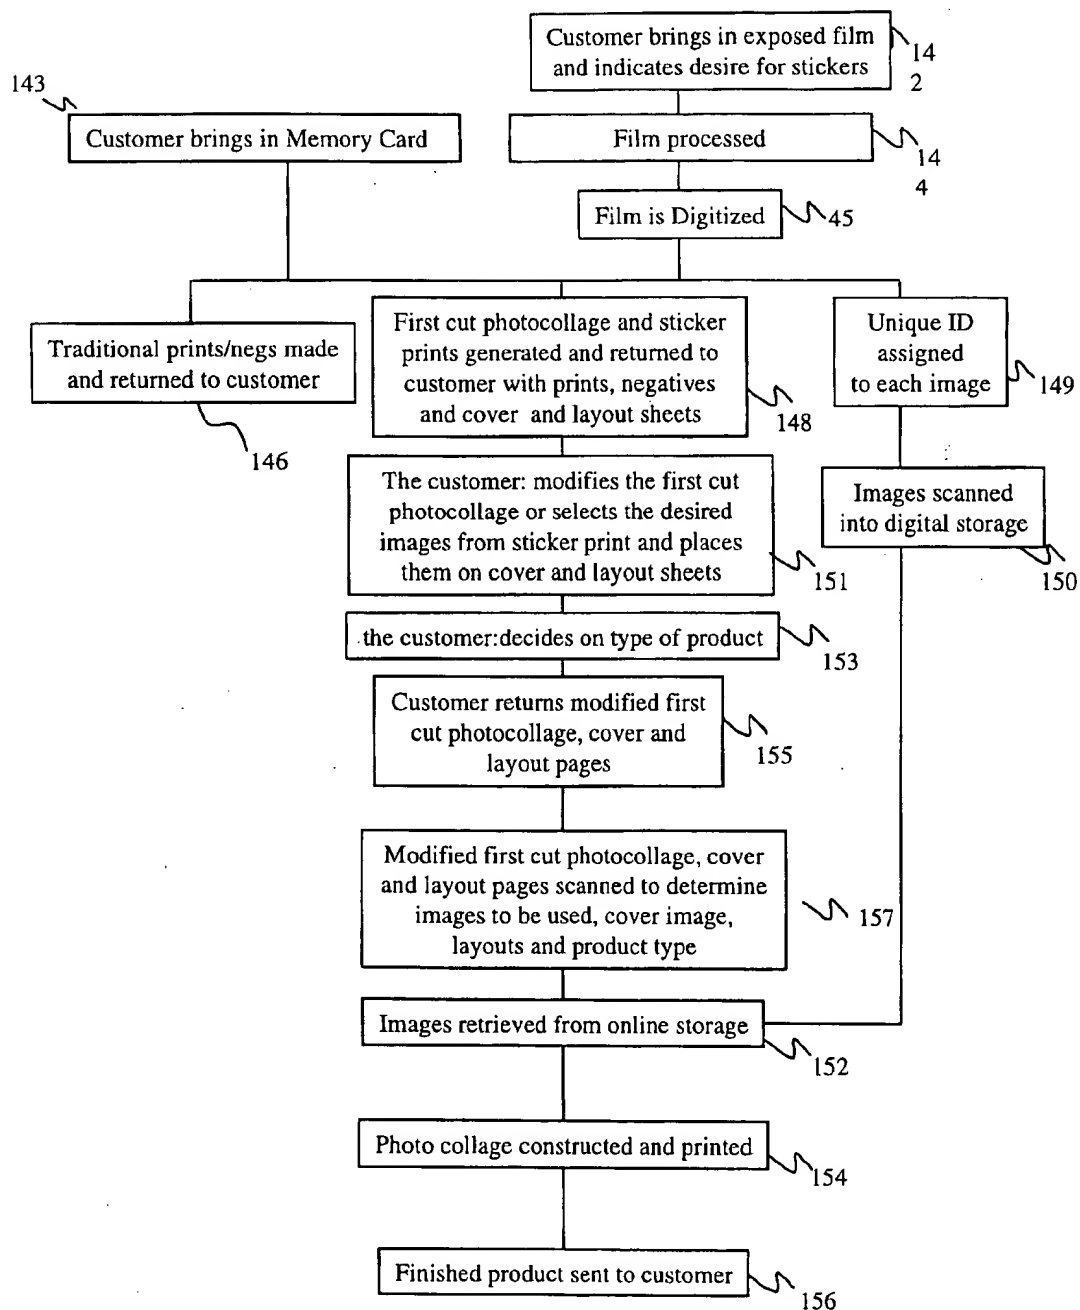 Customer brings in exposed film
and indicates desire for stickers
14
2
143
Customer brings in Memory Card
Film processed
14
4
Film is Digitized
45
Traditional prints/negs made
and returned to customer
146
First cut photocollage and sticker
prints generated and returned to
customer with prints, negatives
and cover and layout sheets
148
Unique ID
assigned
to each image
149
Images scanned
into digital storage
150
The customer: modifies the first cut
photocollage or selects the desired
images from sticker print and places
them on cover and layout sheets
151
the customer:decides on type of product
153
Customer returns modified first
cut photocollage, cover and
layout pages
155
Modified first cut photocollage, cover
and layout pages scanned to determine
images to be used, cover image,
layouts and product type
157
Images retrieved from online storage
152
Photo collage constructed and printed
154
Finished product sent to customer
156